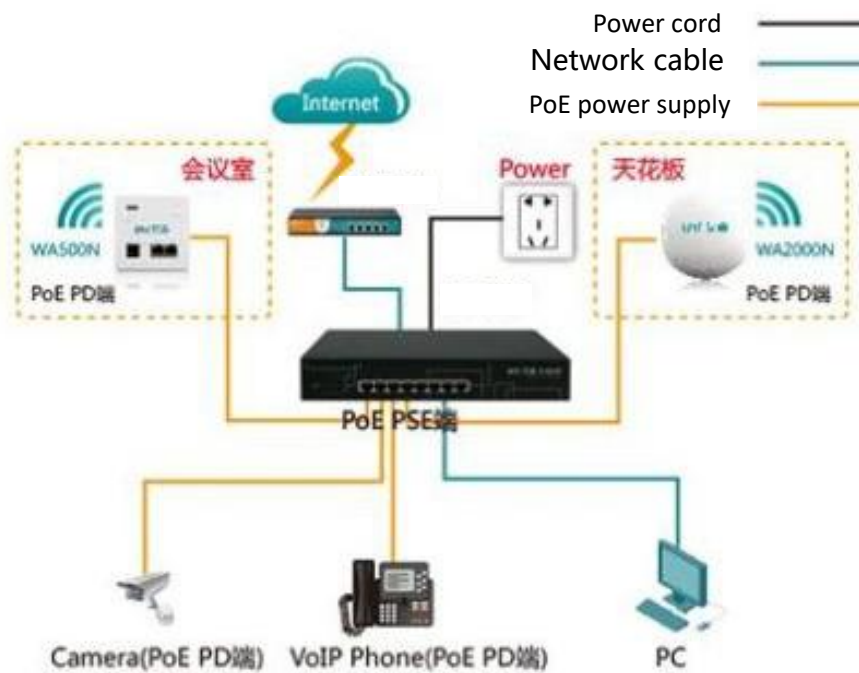 Power cord
Network cable
PoE power supply
Internet
会议室
Power
天花板
WA500N
WA2000N
PoE PD端
PoE PD端
PoE PSE端
Camera(PoE PD端)
VoIP Phone(PoE PD端)
PC